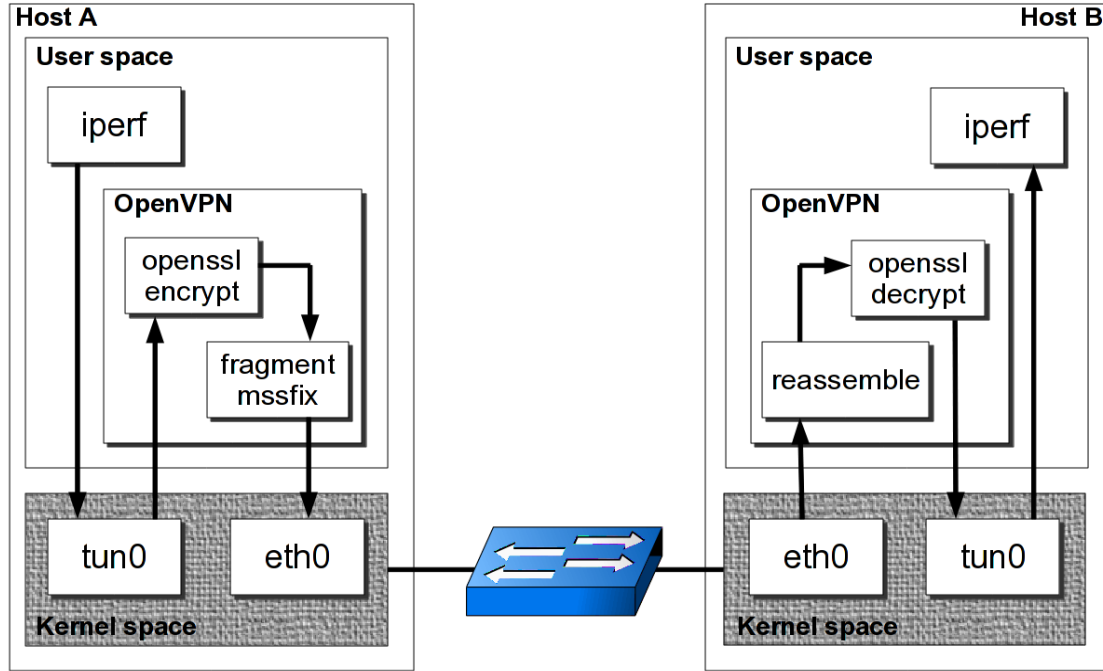 Host A
User space
iperf
OpenVPN
openssl
encrypt
fragment
mssfix
tun0
eth0
Kernel space
Host B
User space
iperf
OpenVPN
openssl
decrypt
reassemble
eth0
tun0
Kernel space